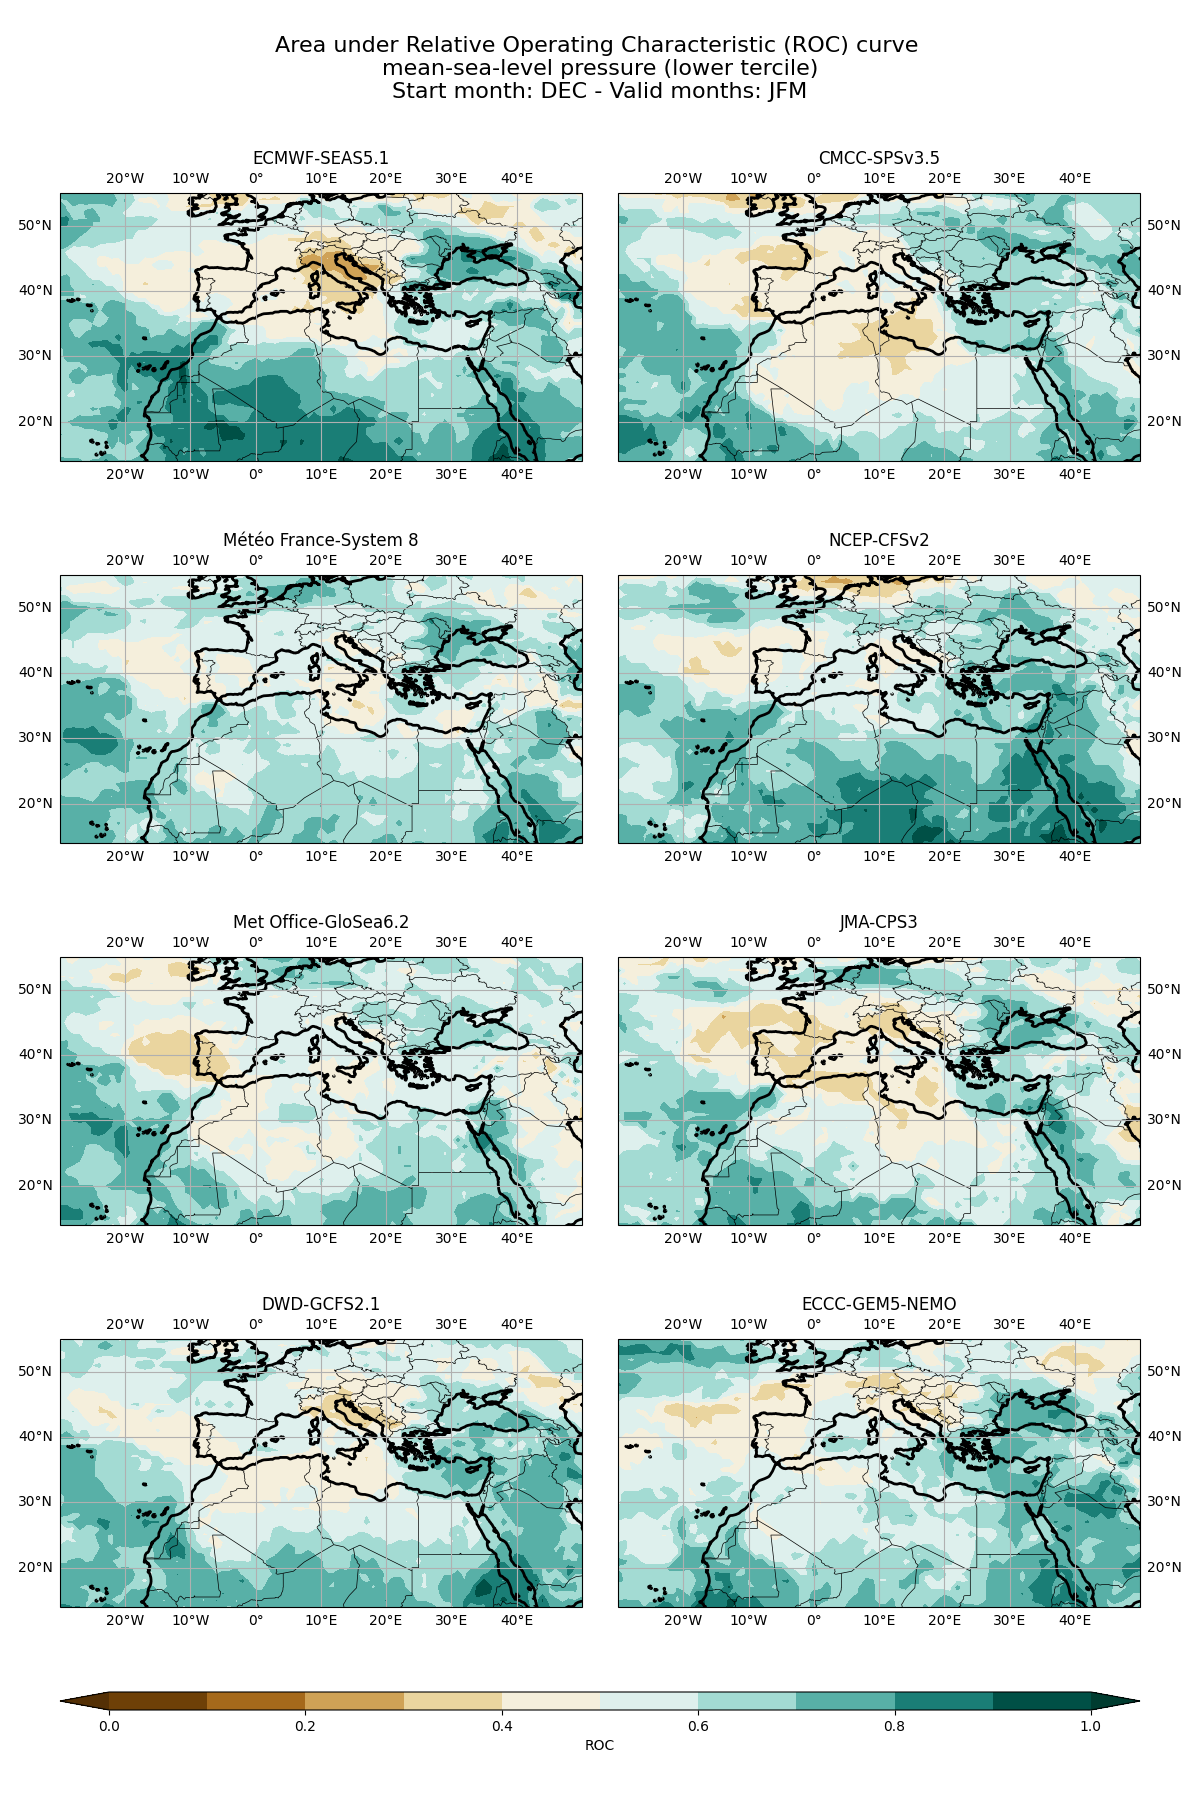 Area under Relative Operating Characteristic (ROC) curve
mean-sea-level pressure (lower tercile)
Start month: DEC - Valid months: JFM
ECMWF-SEAS5.1
20°W 10°W 0° 10°E 20°E 30°E 40°E
50°N
40°N
30°N
20°N
20°W 10°W 0° 10°E 20°E 30°E 40°E
CMCC-SPSv3.5
20°W 10°W 0° 10°E 20°E 30°E 40°E
50°N
40°N
30°N
20°N
20°W 10°W 0° 10°E 20°E 30°E 40°E
Météo France-System 8
20°W 10°W 0° 10°E 20°E 30°E 40°E
50°N
40°N
30°N
20°N
20°W 10°W 0° 10°E 20°E 30°E 40°E
NCEP-CFSv2
20°W 10°W 0° 10°E 20°E 30°E 40°E
50°N
40°N
30°N
20°N
20°W 10°W 0° 10°E 20°E 30°E 40°E
Met Office-GloSea6.2
20°W 10°W 0° 10°E 20°E 30°E 40°E
50°N
40°N
30°N
20°N
20°W 10°W 0° 10°E 20°E 30°E 40°E
JMA-CPS3
20°W 10°W 0° 10°E 20°E 30°E 40°E
50°N
40°N
30°N
20°N
20°W 10°W 0° 10°E 20°E 30°E 40°E
DWD-GCFS2.1
20°W 10°W 0° 10°E 20°E 30°E 40°E
50°N
40°N
30°N
20°N
20°W 10°W 0° 10°E 20°E 30°E 40°E
ECCC-GEM5-NEMO
20°W 10°W 0° 10°E 20°E 30°E 40°E
50°N
40°N
30°N
20°N
20°W 10°W 0° 10°E 20°E 30°E 40°E
0.0 0.2 0.4 0.6 0.8 1.0
ROC